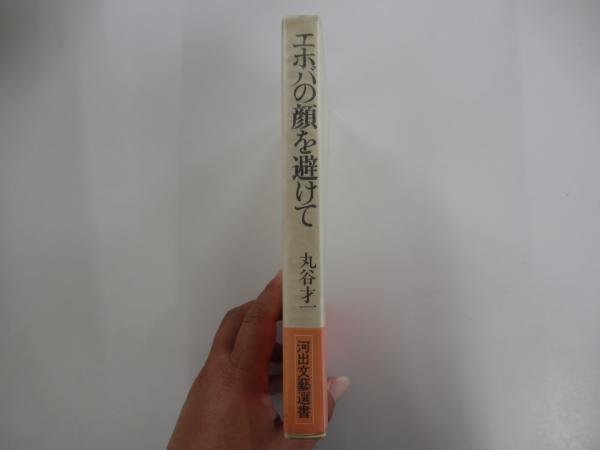 エホバの顔を避けて
丸谷才一
河出文藝選書